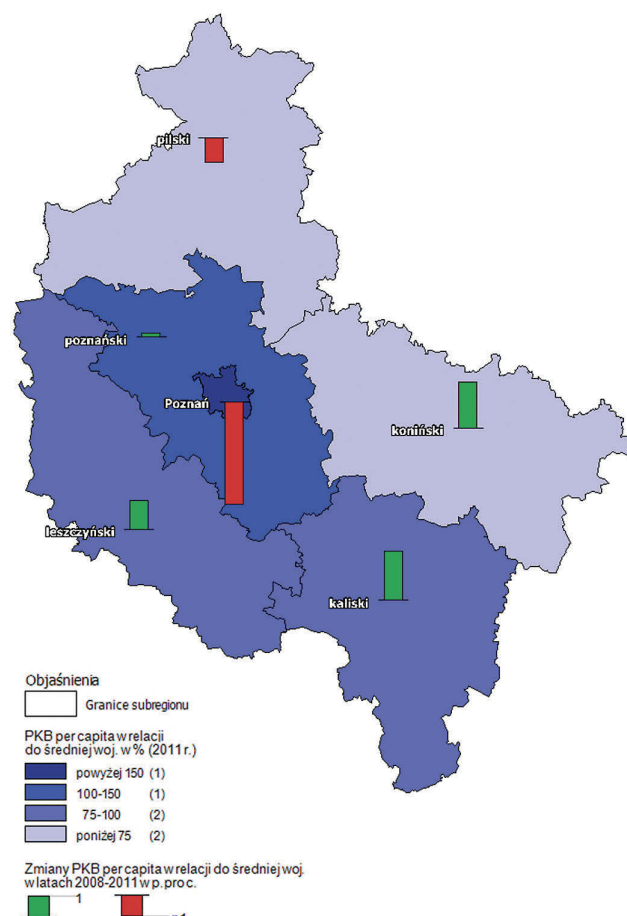 pilski
poznański
Poznań
koniński
leszczyński
kaliski
Objaśnienia
Granice subregionu
PKB per capita w relacji
do średniej woj. w % (2011 r.)
powyżej 150 (1)
100-150 (1)
75-100 (2)
poniżej 75 (2)
Zmiany PKB per capita w relacji do średniej woj.
w latach 2008-2011 w p. proc.
1